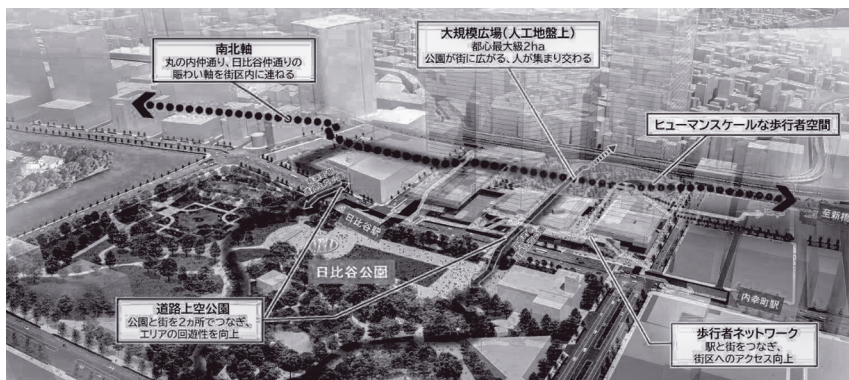 大規模広場(人工地盤上)
都心最大級2ha
公園が街に広がる、人が集まり交わる
南北軸
丸の内仲通り、日比谷仲通りの
賑わい軸を街区内に連ねる
ヒューマンスケールな歩行者空間
至新橋
日比谷駅
日比谷公園
内幸町駅
道路上空公園
公園と街を2ヵ所でつなぎ、
エリアの回遊性を向上
歩行者ネットワーク
駅と街をつなぎ、
街区へのアクセス向上